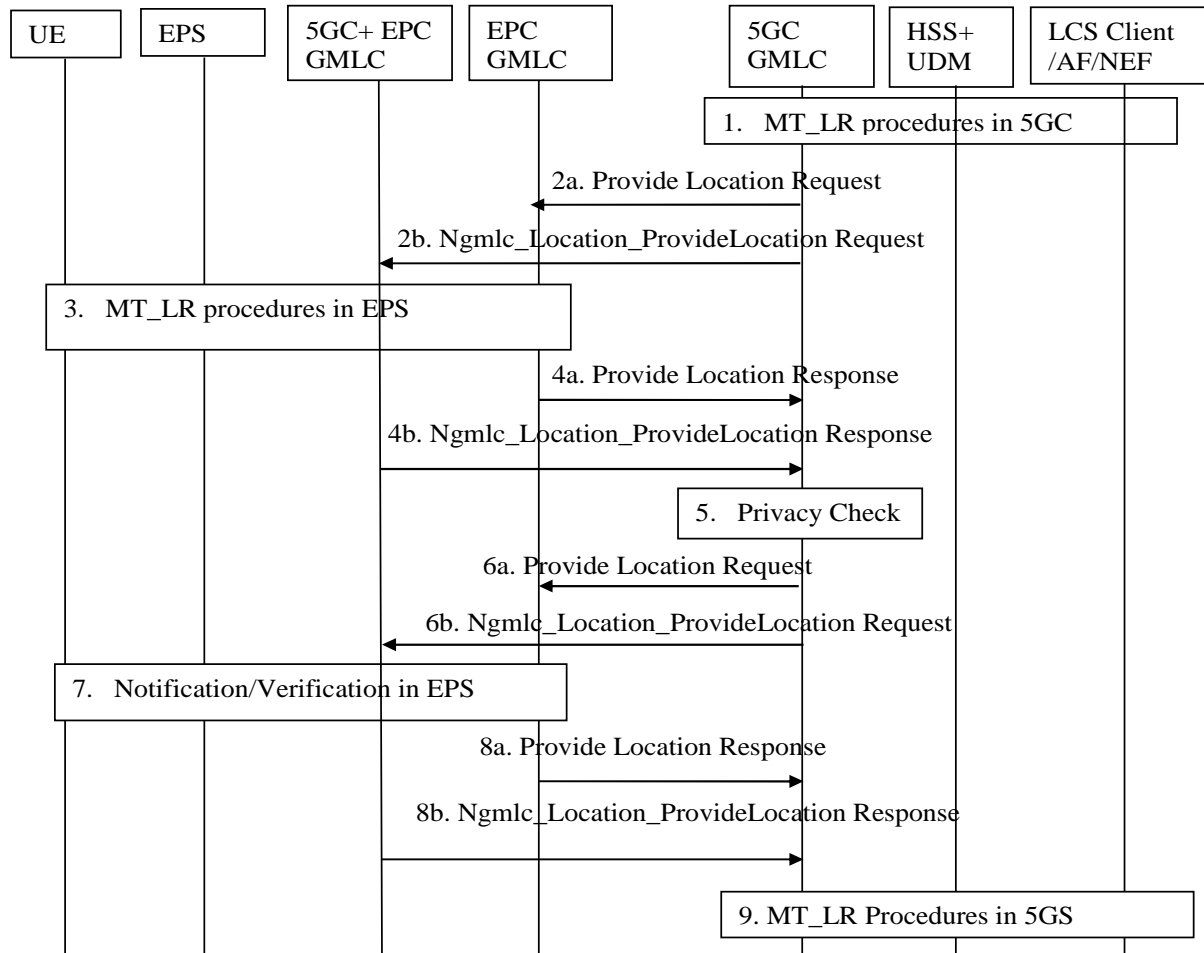 UE
EPS
5GC+ EPC
GMLC
EPC
GMLC
5GC
GMLC
HSS+
UDM
LCS Client
/AF/NEF
1. MT_LR procedures in 5GC
2a. Provide Location Request
2b. Ngmlc_Location_ProvideLocation Request
3. MT_LR procedures in EPS
4a. Provide Location Response
4b. Ngmlc_Location_ProvideLocation Response
5. Privacy Check
6a. Provide Location Request
6b. Ngmlc_Location_ProvideLocation Request
7. Notification/Verification in EPS
8a. Provide Location Response
8b. Ngmlc_Location_ProvideLocation Response
9. MT_LR Procedures in 5GS